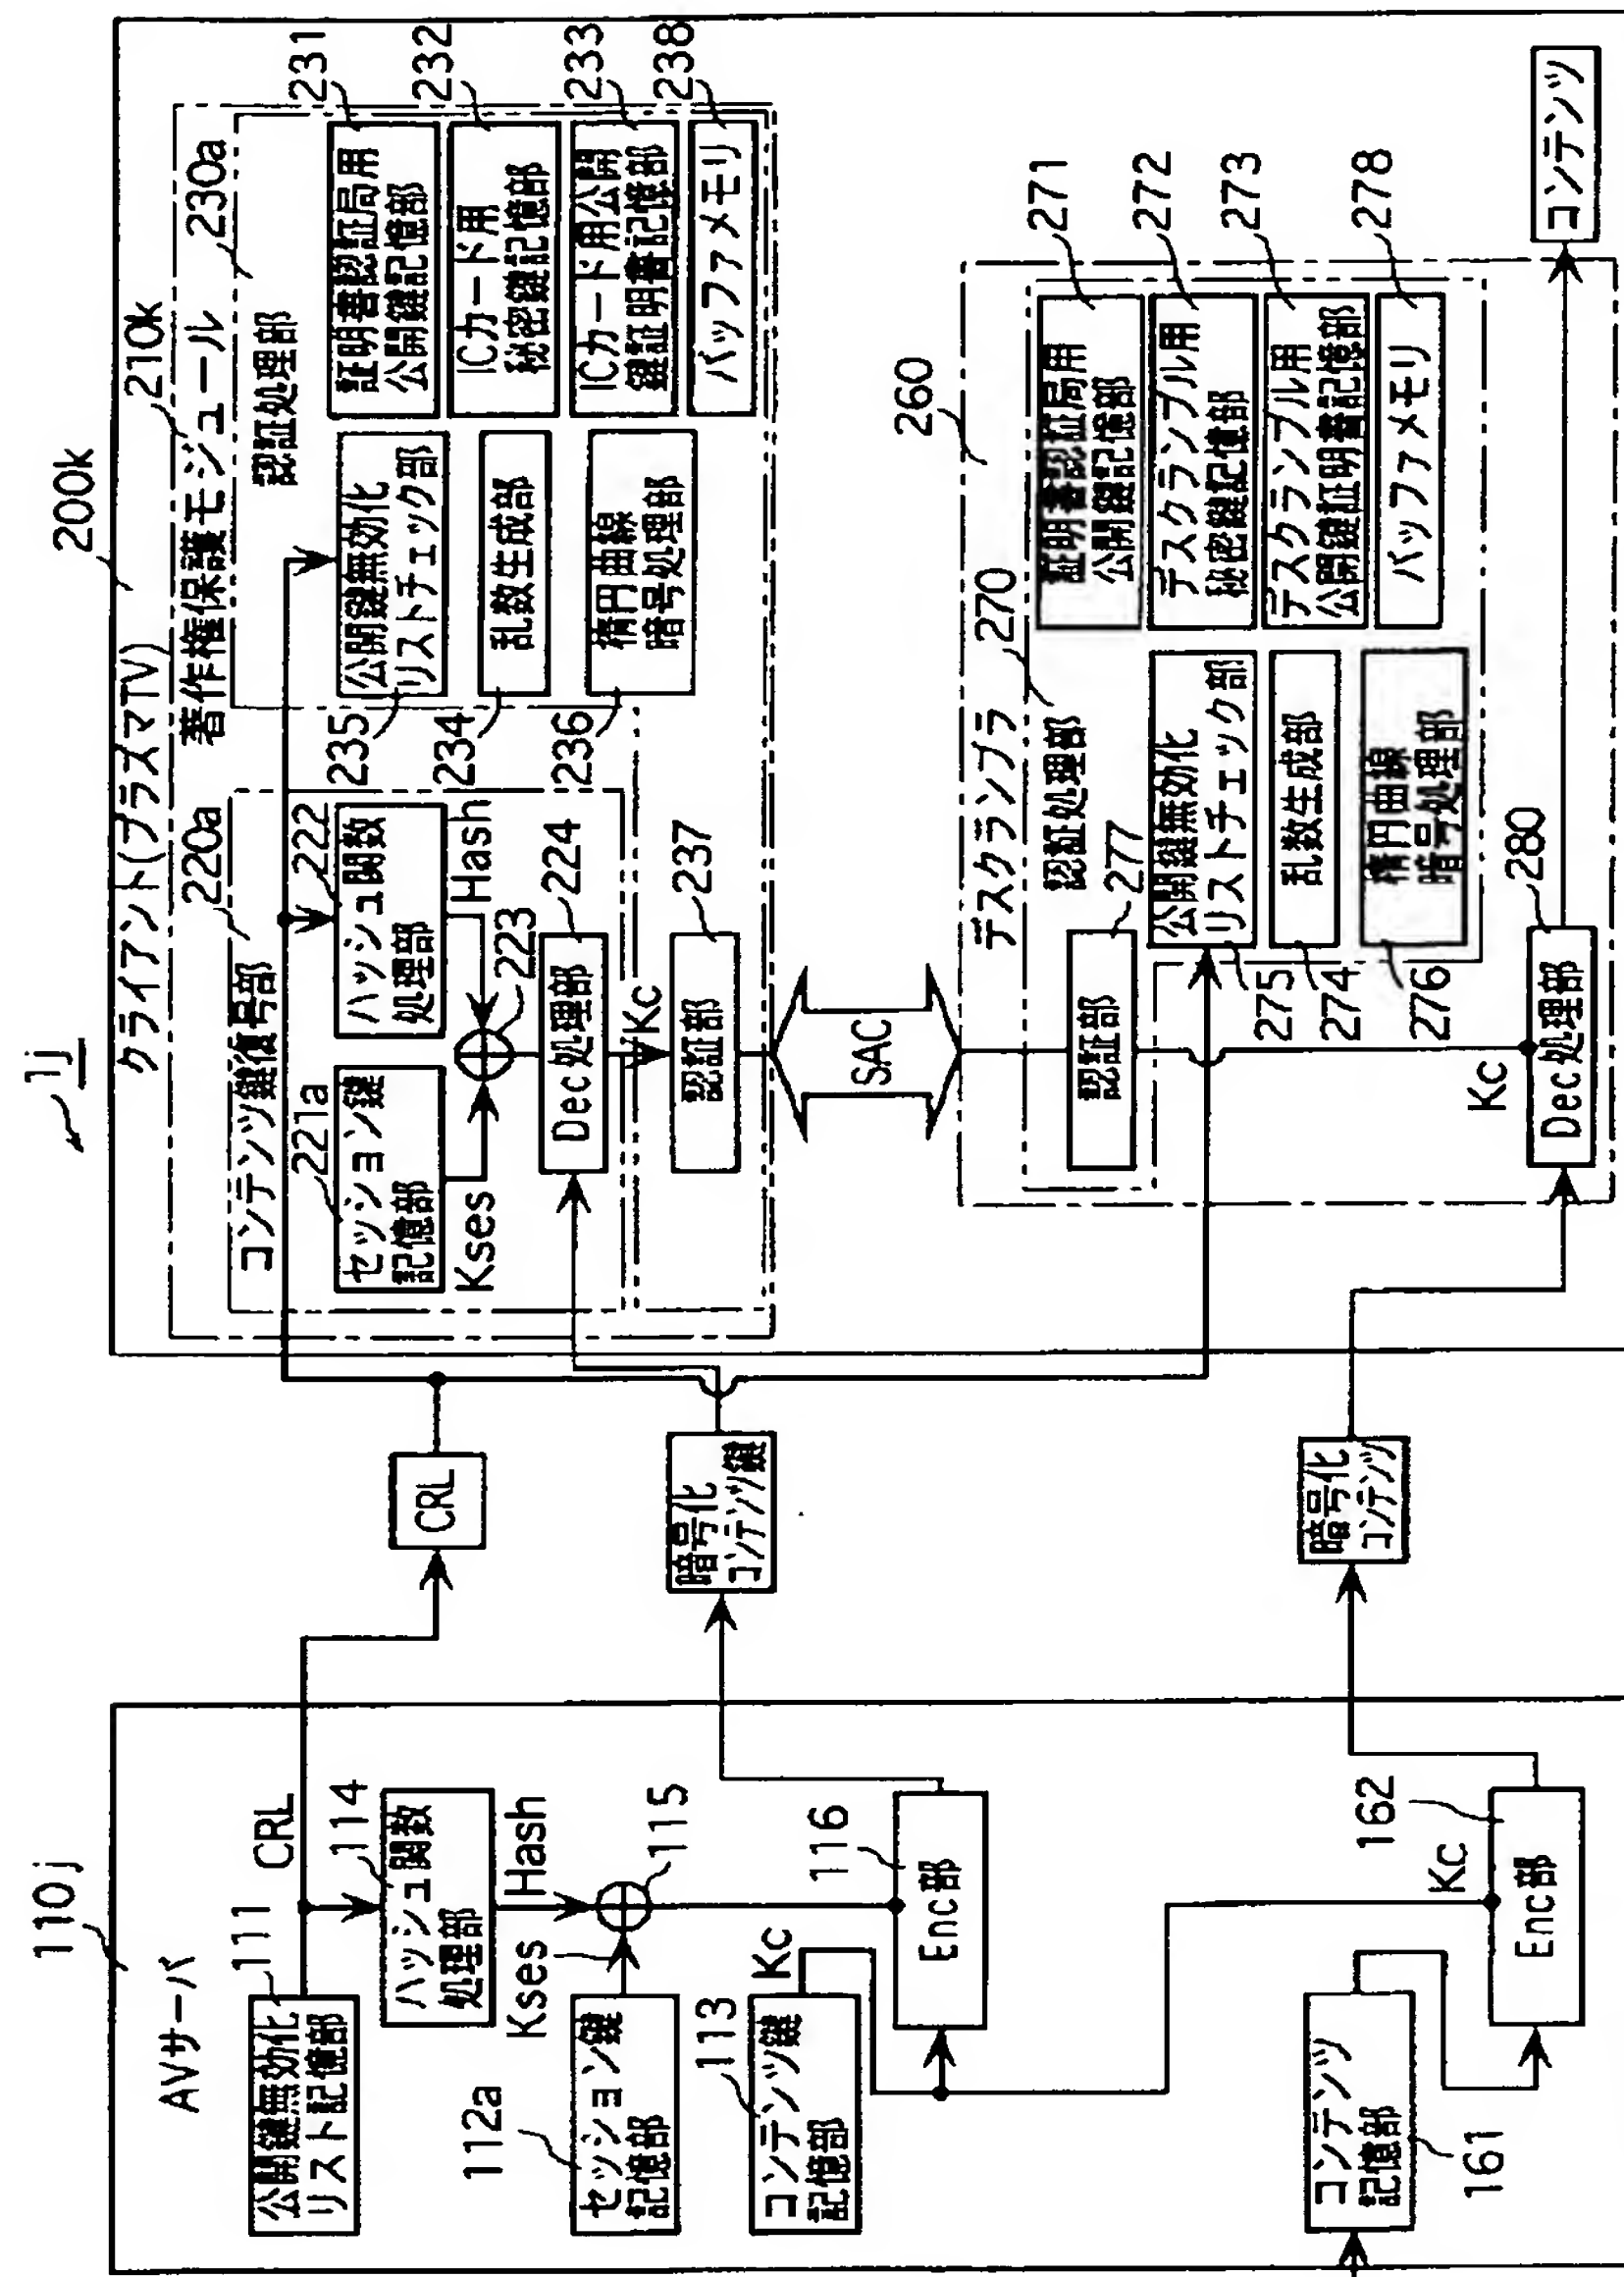 1j
110j
AVサーバ
111
公開鍵無効化
リスト記憶部
CRL
114
ハッシュ関数
処理部
Hash
112a
セッション鍵
記憶部
Kses
115
113
コンテンツ鍵
記憶部
Kc
116
Enc部
161
コンテンツ
記憶部
Kc
162
Enc部
CRL
暗号化
コンテンツ鍵
暗号化
コンテンツ
200k
クライアント(プラズマTV)
210k
著作権保護モジュール
220a
コンテンツ鍵復号部
221a
セッション鍵
記憶部
Kses
222
ハッシュ関数
処理部
Hash
223
224
Dec処理部
Kc
237
認証部
230a
認証処理部
235
公開鍵無効化
リストチェック部
234
乱数生成部
236
楕円曲線
暗号処理部
231
証明書認証局用
公開鍵記憶部
232
ICカード用
秘密鍵記憶部
233
ICカード用公開
鍵証明書記憶部
238
バッファメモリ
SAC
260
デスクランブラ
270
認証処理部
277
認証部
275
公開鍵無効化
リストチェック部
274
乱数生成部
276
楕円曲線
暗号処理部
271
証明書認証局用
公開鍵記憶部
272
デスクランブル用
秘密鍵記憶部
273
デスクランブル用
公開鍵証明書記憶部
278
バッファメモリ
Kc
280
Dec処理部
コンテンツ